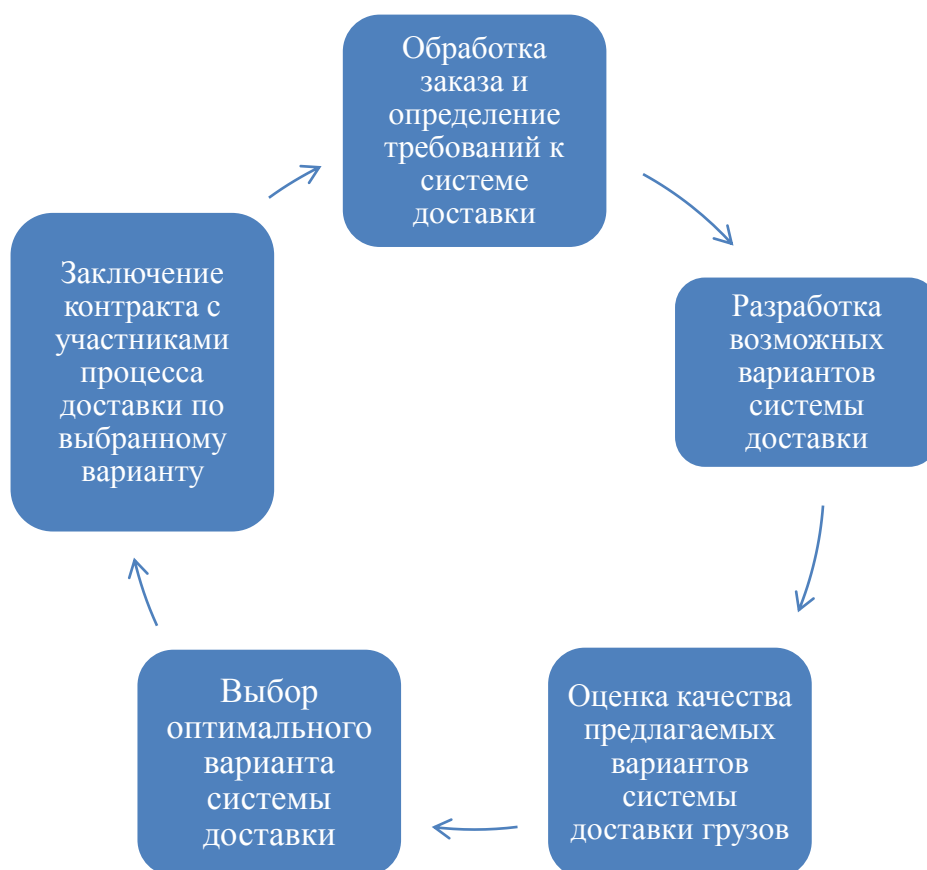 Обработка
заказа и
определение
требований к
системе
доставки
Разработка
возможных
вариантов
системы
доставки
Оценка качества
предлагаемых
вариантов
системы
доставки грузов
Выбор
оптимального
варианта
системы
доставки
Заключение
контракта с
участниками
процесса
доставки по
выбранному
варианту